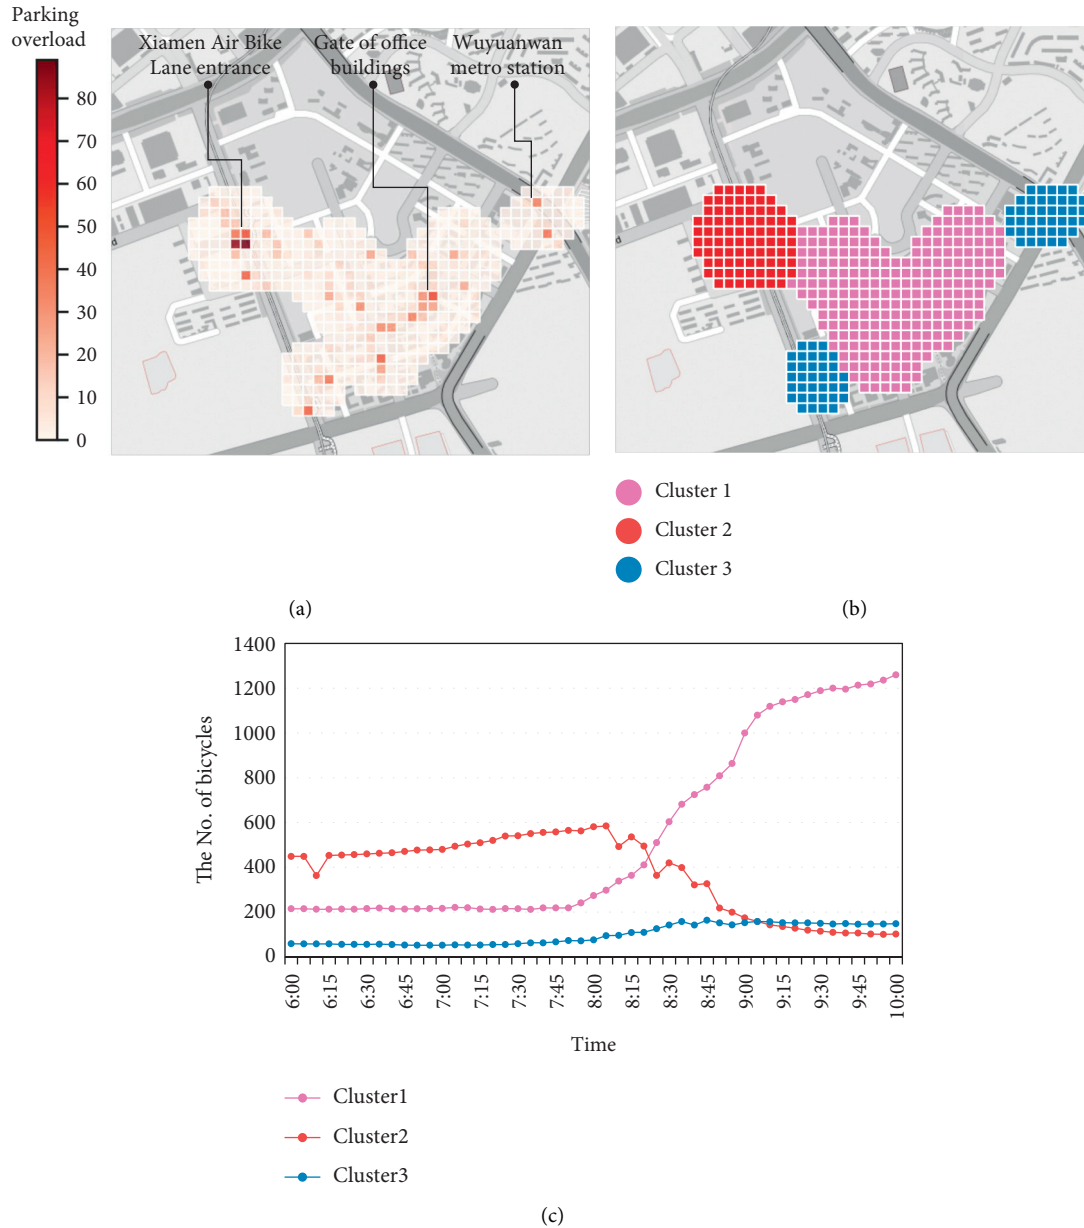 Parking
overload
80
70
60
50
40
30
20
10
0
Xiamen Air Bike
Lane entrance
Gate of office
buildings
Wuyuanwan
metro station
(a)
Cluster 1
Cluster 2
Cluster 3
(b)
The No. of bicycles
1400
1200
1000
800
600
400
200
0
6:00
6:15
6:30
6:45
7:00
7:15
7:30
7:45
8:00
8:15
8:30
8:45
9:00
9:15
9:30
9:45
10:00
Time
Cluster1
Cluster2
Cluster3
(c)